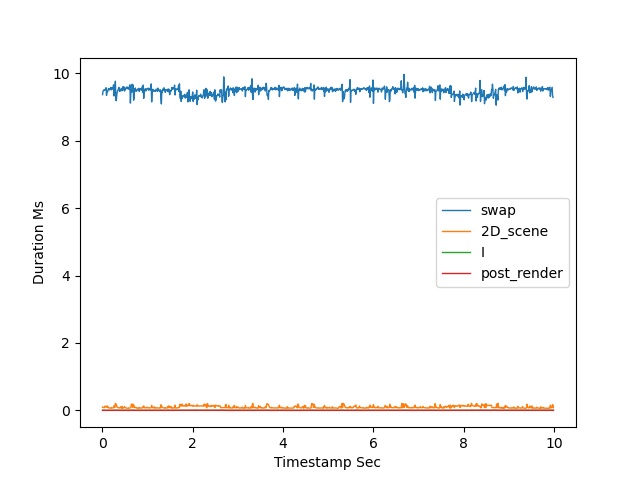 10
8
6
4
2
0
Duration Ms
swap
2D_scene
I
post_render
0 2 4 6 8 10
Timestamp Sec